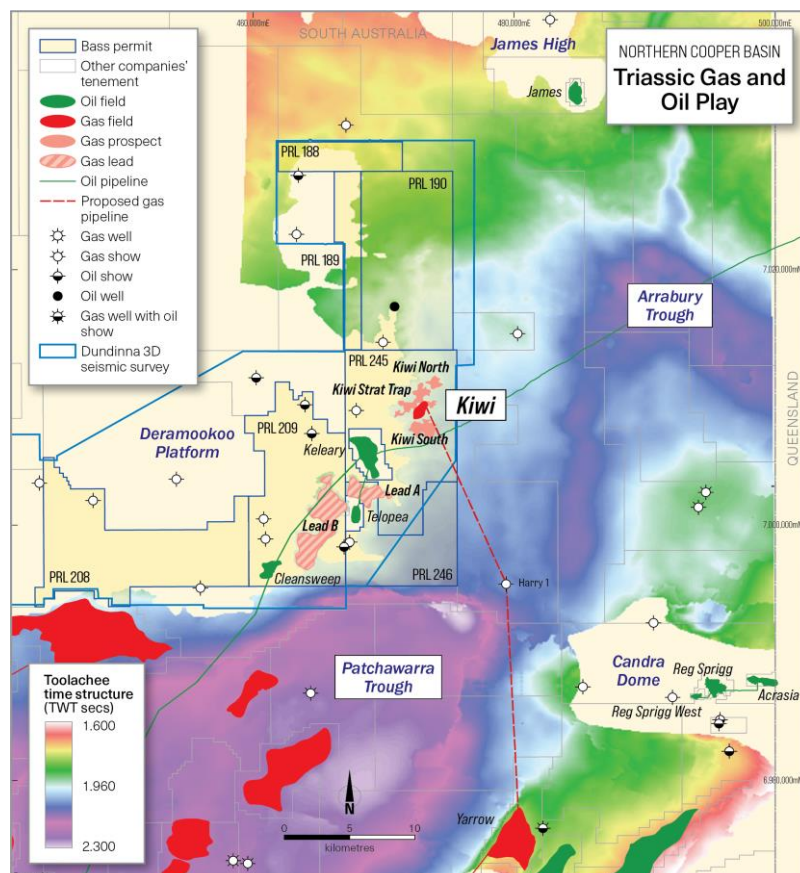 460,000mE
480,000mE
500,000mE
SOUTH AUSTRALIA
James High
NORTHERN COOPER BASIN
Triassic Gas and
Oil Play
James
Bass permit
Other companies'
tenement
Oil field
Gas field
Gas prospect
Gas lead
Oil pipeline
Proposed gas
pipeline
Gas well
Gas show
Oil show
Oil well
Gas well with oil
show
Dundinna 3D
seismic survey
PRL 188
PRL 190
PRL 189
7,020,000mN
Arrabury
Trough
PRL 245
Kiwi North
Kiwi Strat Trap
Kiwi
Kiwi South
QUEENSLAND
Deramookoo
Platform
PRL 209
Keleary
Lead A
Lead B
Telopea
7,000,000mN
Cleansweep
PRL 208
PRL 246
Harry 1
Patchawarra
Trough
Candra
Dome
Reg Sprigg
Acrasia
Reg Sprigg West
Toolachee
time structure
(TWT secs)
1.600
1.960
2.300
6,980,000mN
N
0 5 10
kilometres
Yarrow